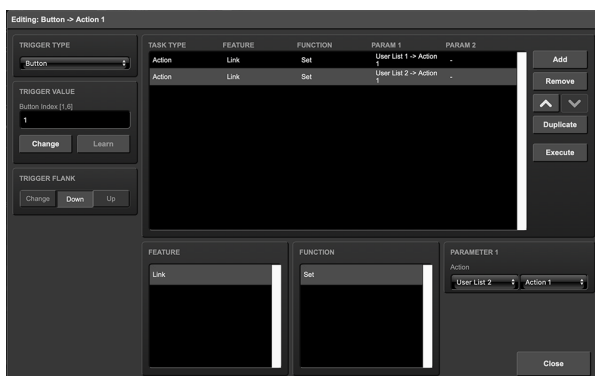 Editing: Button -> Action 1
TRIGGER TYPE
Button
TRIGGER VALUE
Button Index [1,6]
1
Change Learn
TRIGGER FLANK
Change Down Up
TASK TYPE FEATURE FUNCTION PARAM 1 PARAM 2
Action Link Set User List 1 -> Action -
1
Action Link Set User List 2 -> Action -
1
Add
Remove
Duplicate
Execute
FEATURE
Link
FUNCTION
Set
PARAMETER 1
Action
User List 2 Action 1
Close